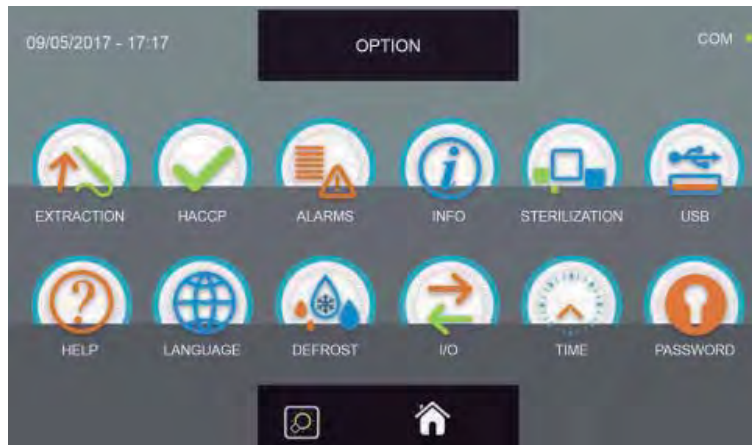 09/05/2017 - 17:17
OPTION
COM
EXTRACTION
HACCP
ALARMS
INFO
STERILIZATION
USB
HELP
LANGUAGE
DEFROST
I/O
TIME
PASSWORD